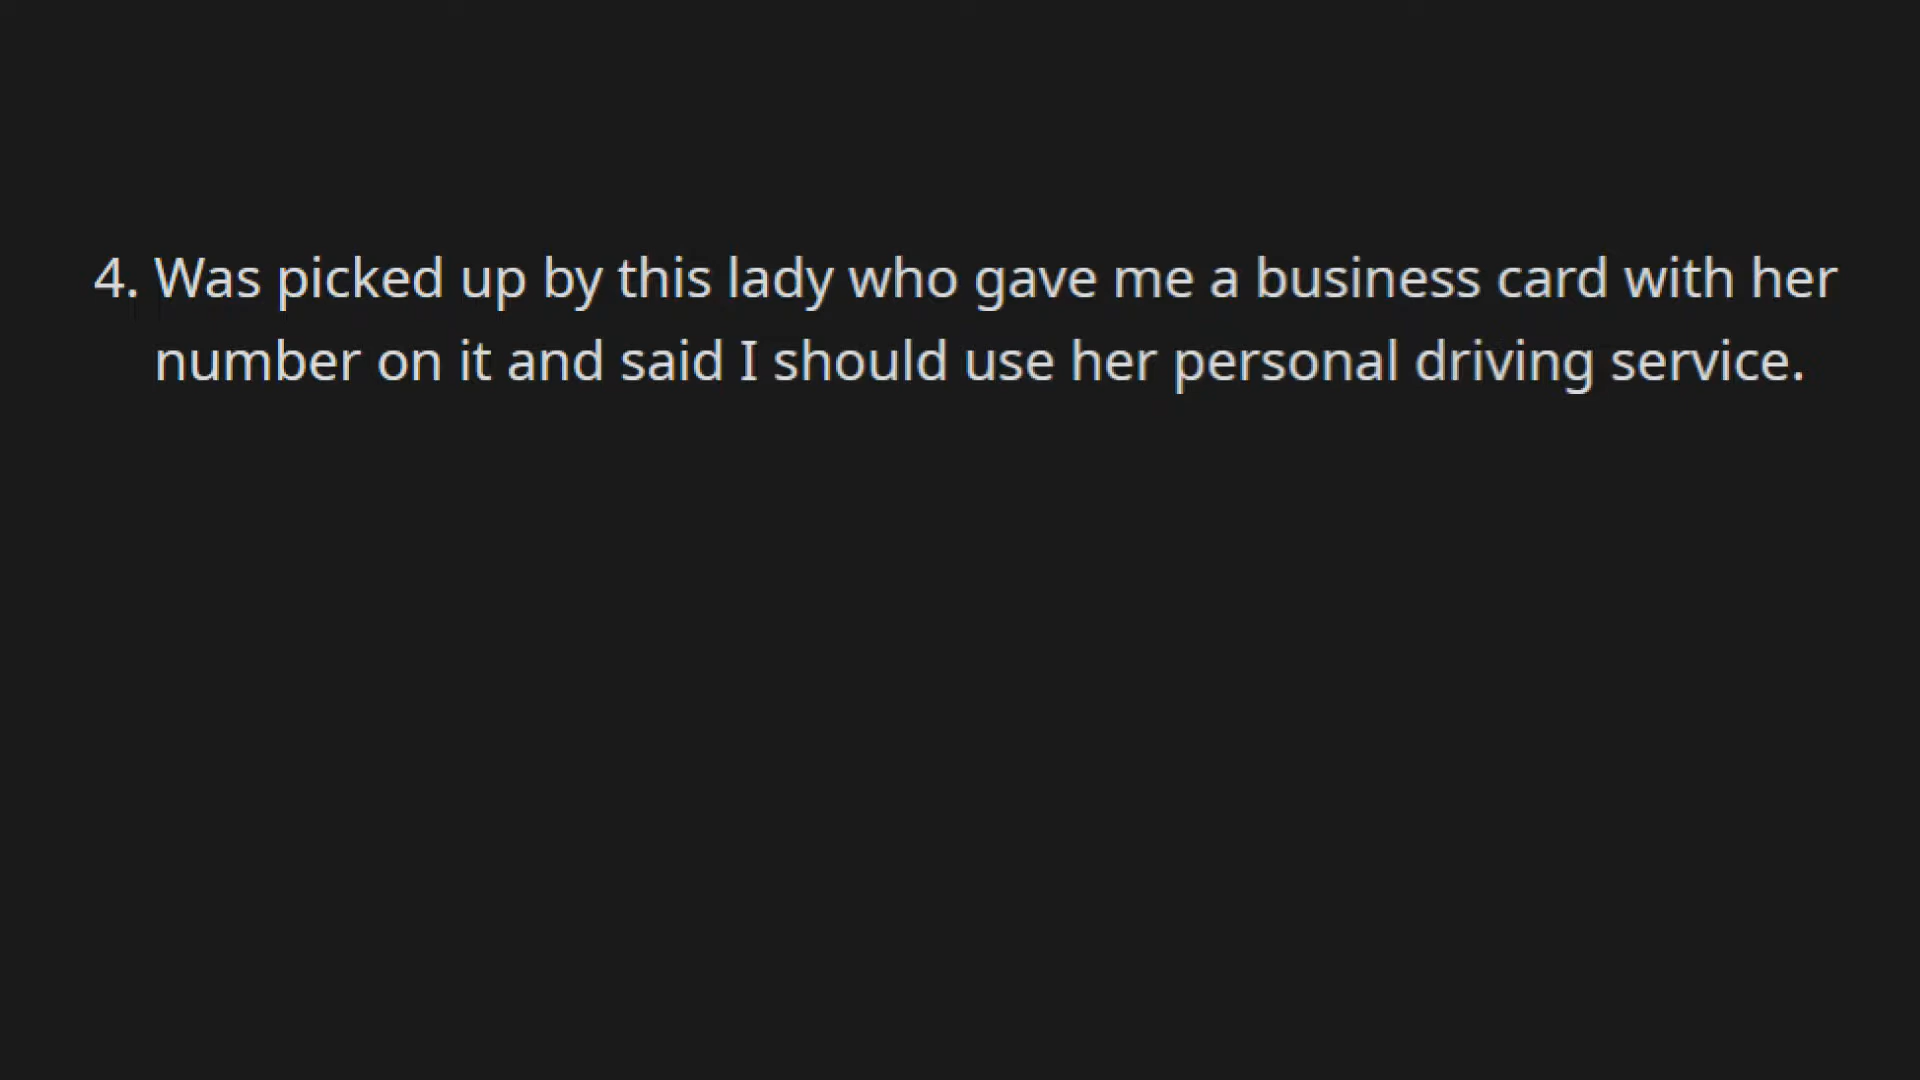 4. Was picked up by this lady who gave me a business card with her
number on it and said I should use her personal driving service.